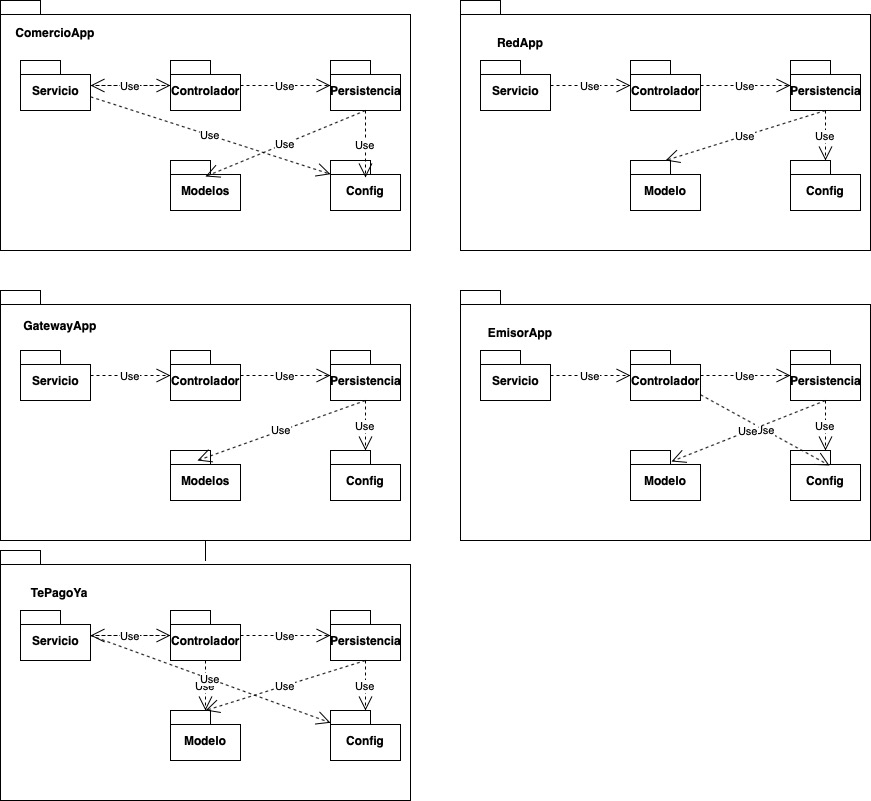 ComercioApp
Servicio
Use
Controlador
Use
Persistencia
Use
Use
Use
Modelos
Config
RedApp
Servicio
Use
Controlador
Use
Persistencia
Use
Use
Modelo
Config
GatewayApp
Servicio
Use
Controlador
Use
Persistencia
Use
Use
Modelos
Config
EmisorApp
Servicio
Use
Controlador
Use
Persistencia
Use
Use
Use
Modelo
Config
TePagoYa
Servicio
Use
Controlador
Use
Persistencia
Use
Use
Use
Use
Modelo
Config